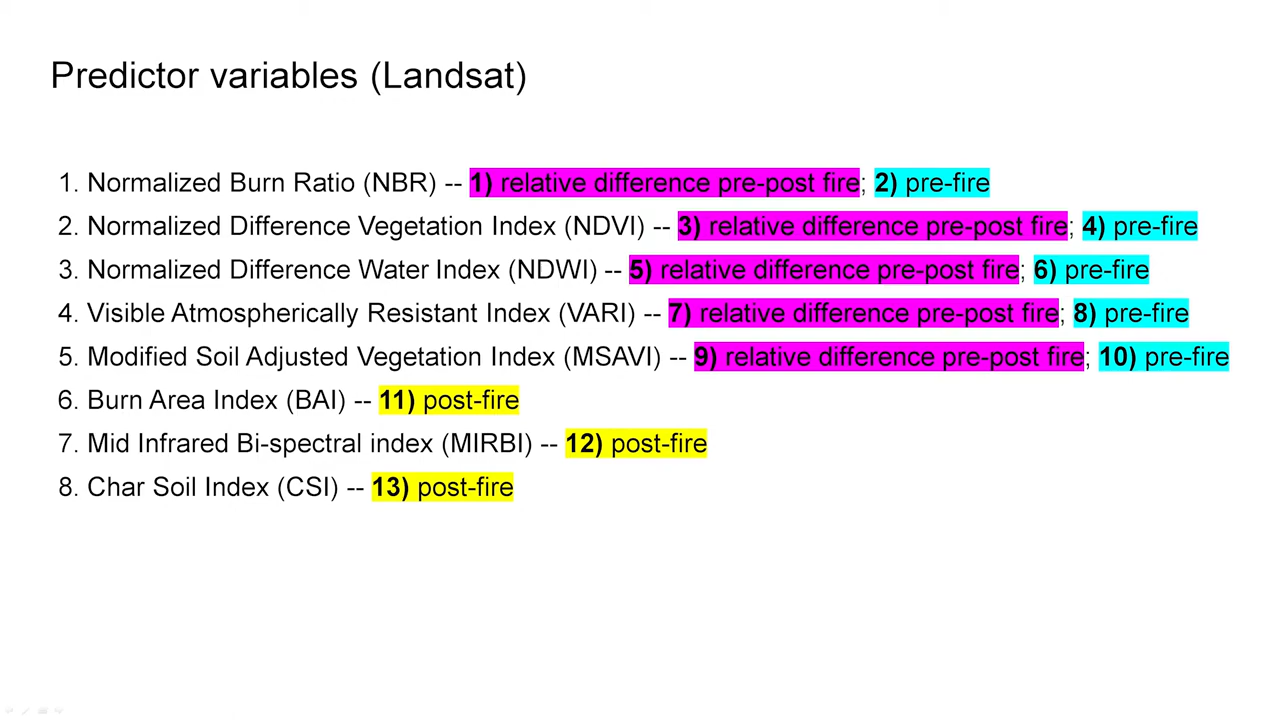 Predictor variables (Landsat)
1. Normalized Burn Ratio (NBR) -- 1) relative difference pre-post fire; 2) pre-fire
2. Normalized Difference Vegetation Index (NDVI) -- 3) relative difference pre-post fire; 4) pre-fire
3. Normalized Difference Water Index (NDWI) -- 5) relative difference pre-post fire; 6) pre-fire
4. Visible Atmospherically Resistant Index (VARI) -- 7) relative difference pre-post fire; 8) pre-fire
5. Modified Soil Adjusted Vegetation Index (MSAVI) -- 9) relative difference pre-post fire; 10) pre-fire
6. Burn Area Index (BAI) -- 11) post-fire
7. Mid Infrared Bi-spectral index (MIRBI) -- 12) post-fire
8. Char Soil Index (CSI) -- 13) post-fire